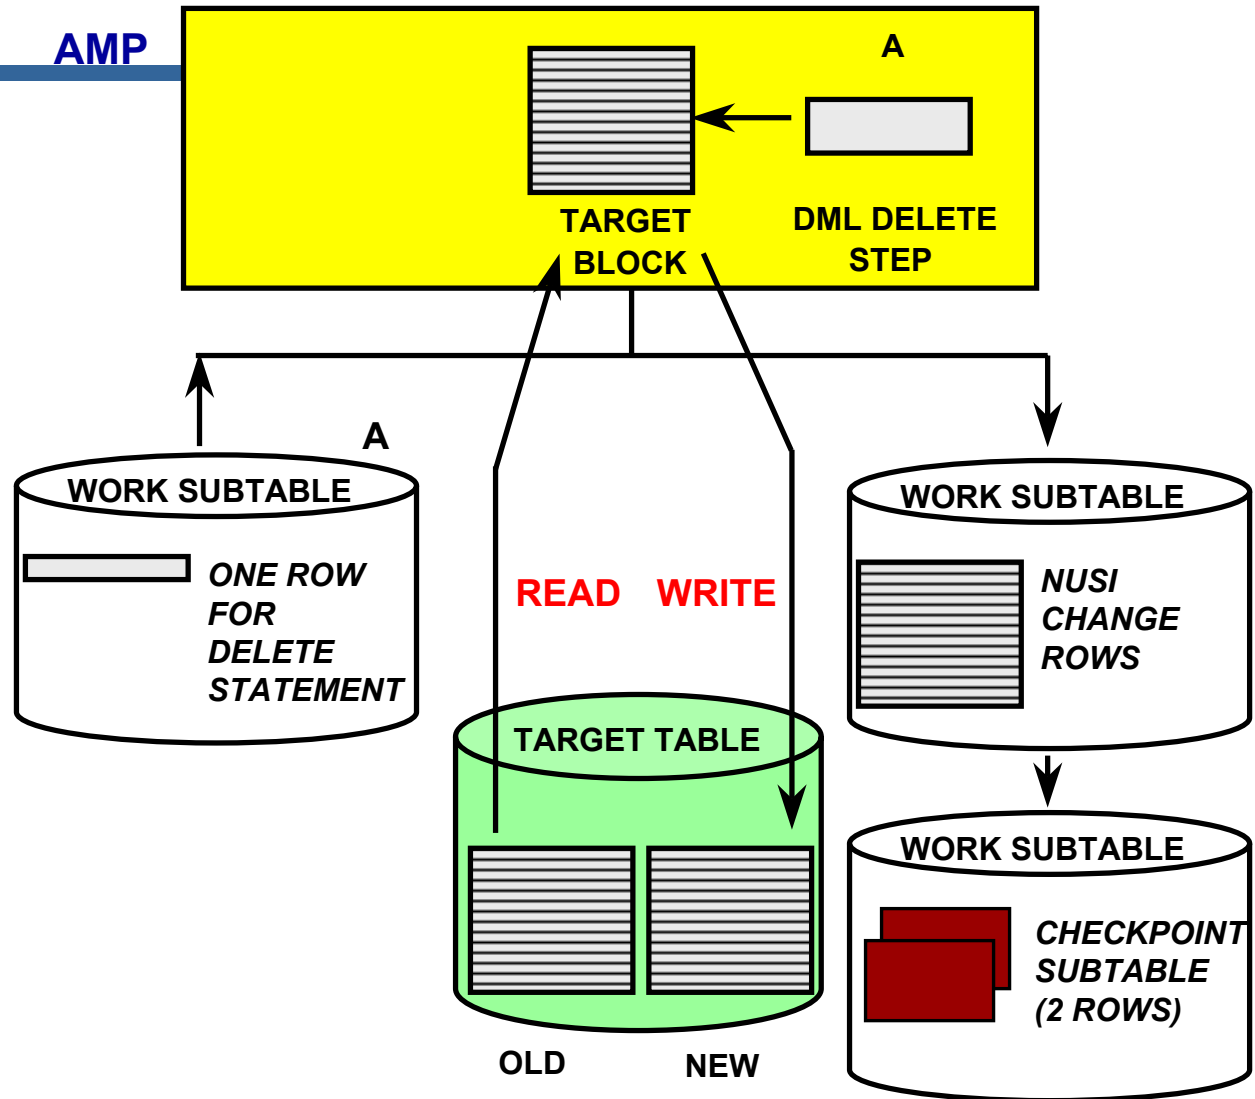 AMP
A
TARGET
BLOCK
DML DELETE
STEP
A
WORK SUBTABLE
ONE ROW
FOR
DELETE
STATEMENT
READ WRITE
TARGET TABLE
OLD NEW
WORK SUBTABLE
NUSI
CHANGE
ROWS
WORK SUBTABLE
CHECKPOINT
SUBTABLE
(2 ROWS)